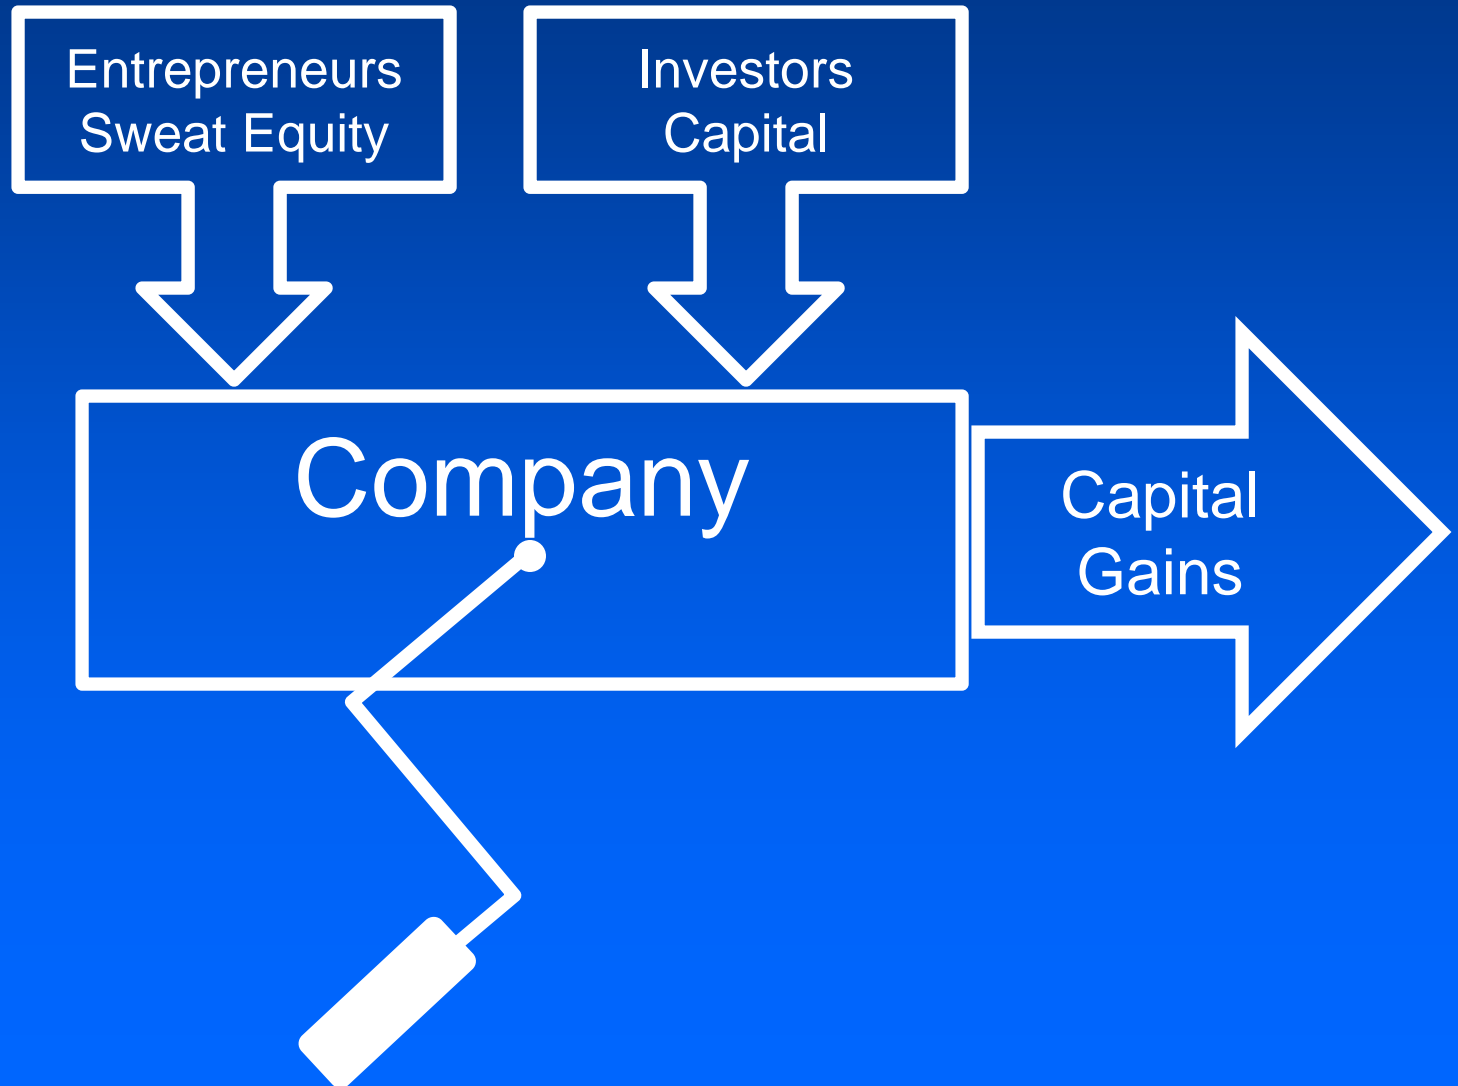 Entrepreneurs
Sweat Equity
Investors
Capital
Company
Capital
Gains